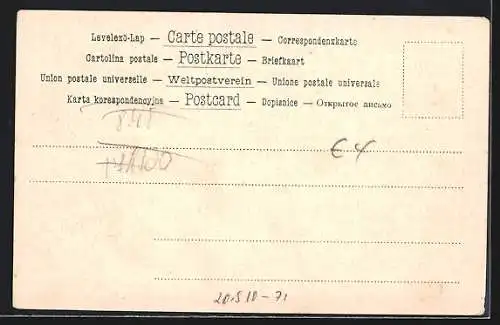 Levelező-Lap — Carte postale — Correspondenzkarte
Cartolina postale — Postkarte — Briefkaart
Union postale universelle — Weltpostverein — Unione postale universale
Karta korespondencyjna — Postcard — Dopisnice — Открытое письмо
€ 4